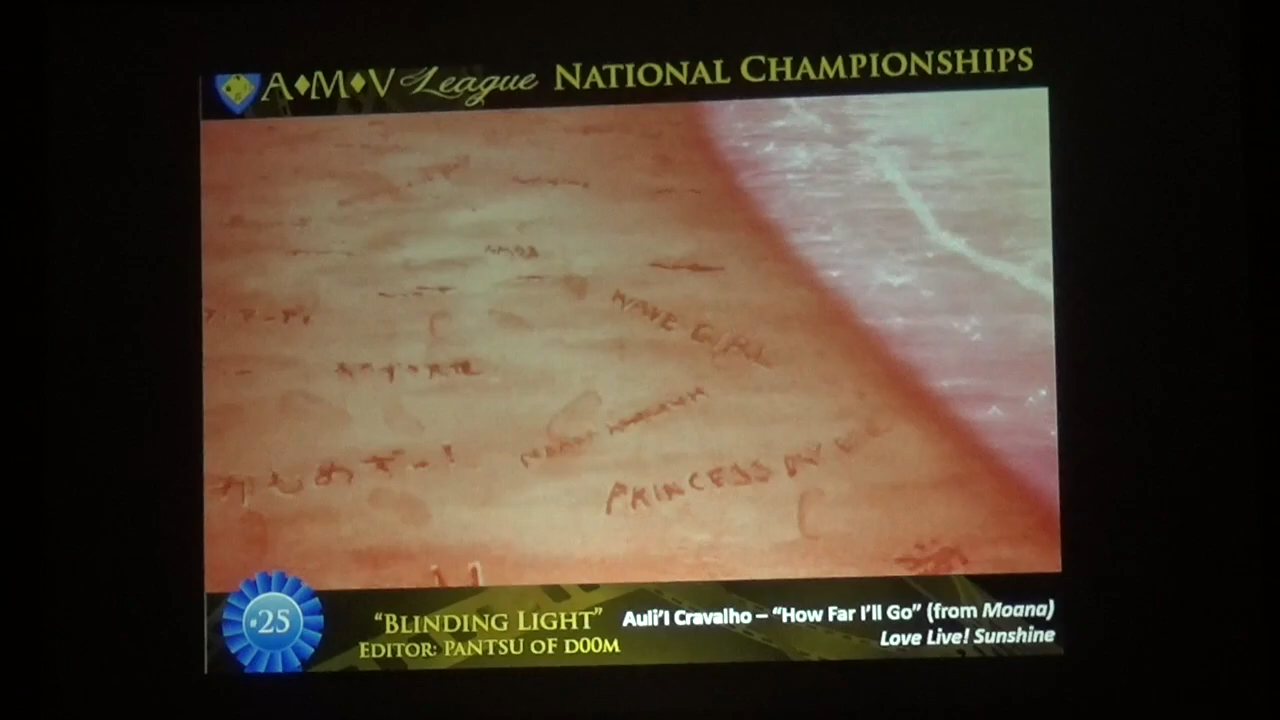 A♦M♦V League NATIONAL CHAMPIONSHIPS
WAVE GIRL
PRINCESS
#25
"BLINDING LIGHT"
EDITOR: PANTSU OF D00M
Auli'I Cravalho – "How Far I'll Go" (from Moana)
Love Live! Sunshine